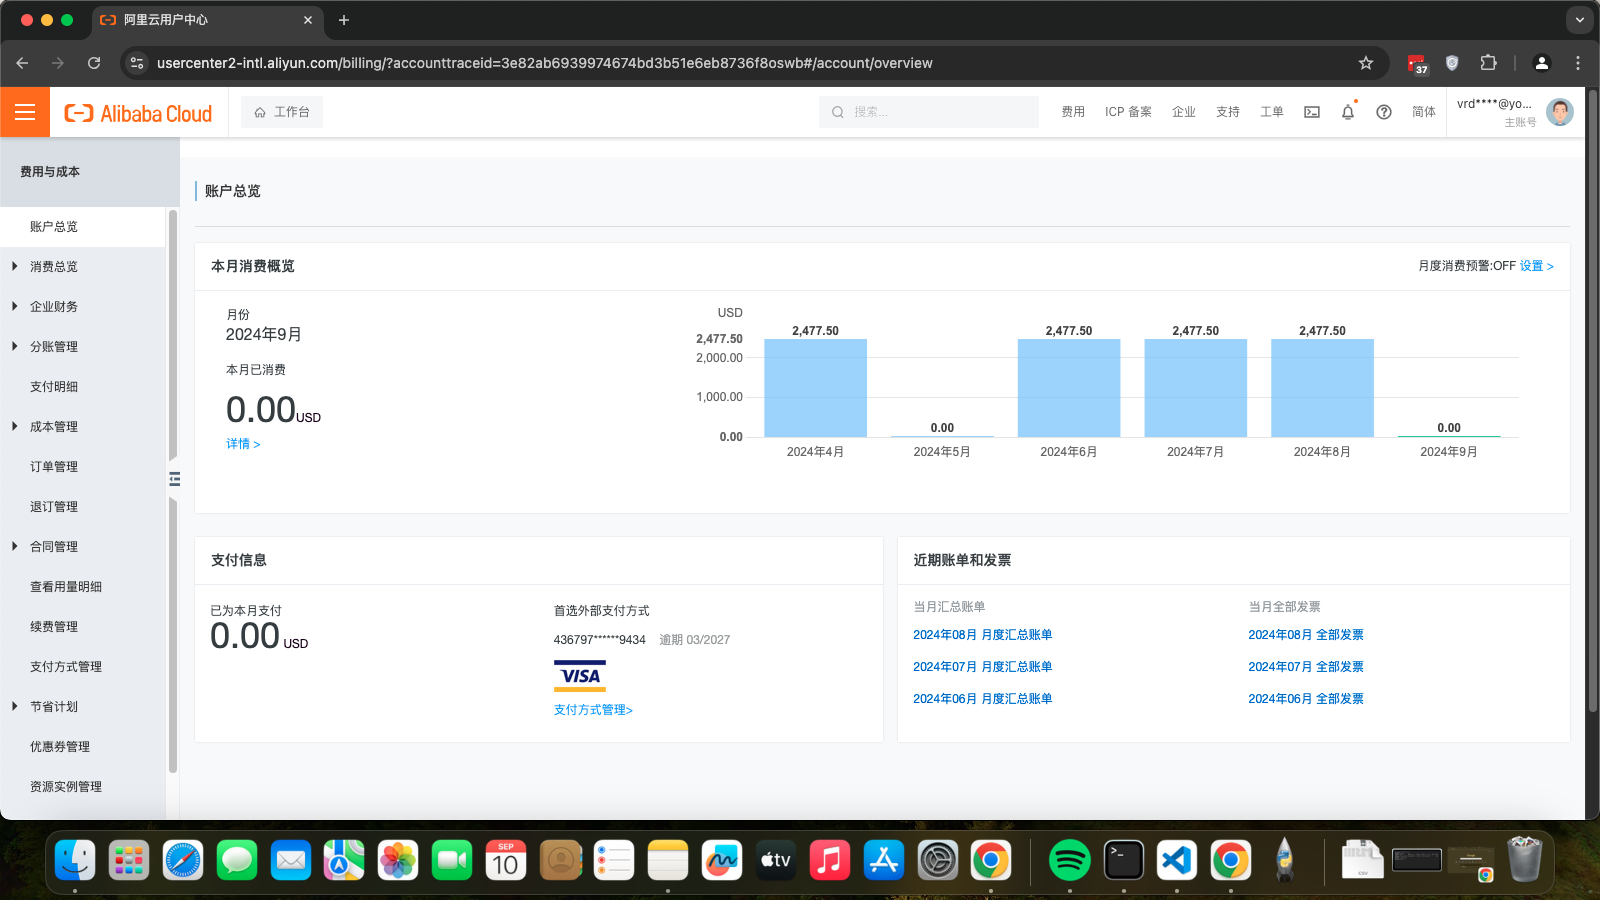 阿里云用户中心
usercenter2-intl.aliyun.com/billing/?accounttraceid=3e82ab6939974674bd3b51e6eb8736f8oswb#/account/overview
37
Alibaba Cloud
工作台
搜索...
费用
ICP 备案
企业
支持
工单
简体
vrd****@yo...
主账号
费用与成本
账户总览
消费总览
企业财务
分账管理
支付明细
成本管理
订单管理
退订管理
合同管理
查看用量明细
续费管理
支付方式管理
节省计划
优惠券管理
资源实例管理
账户总览
本月消费概览
月度消费预警:OFF 设置 >
月份
2024年9月
本月已消费
0.00USD
详情 >
USD
2,477.50
2,000.00
1,000.00
0.00
2,477.50
0.00
2,477.50
2,477.50
2,477.50
0.00
2024年4月
2024年5月
2024年6月
2024年7月
2024年8月
2024年9月
支付信息
已为本月支付
0.00 USD
首选外部支付方式
436797******9434 逾期 03/2027
VISA
支付方式管理>
近期账单和发票
当月汇总账单
2024年08月 月度汇总账单
2024年07月 月度汇总账单
2024年06月 月度汇总账单
当月全部发票
2024年08月 全部发票
2024年07月 全部发票
2024年06月 全部发票
SEP
10
tv
CSV